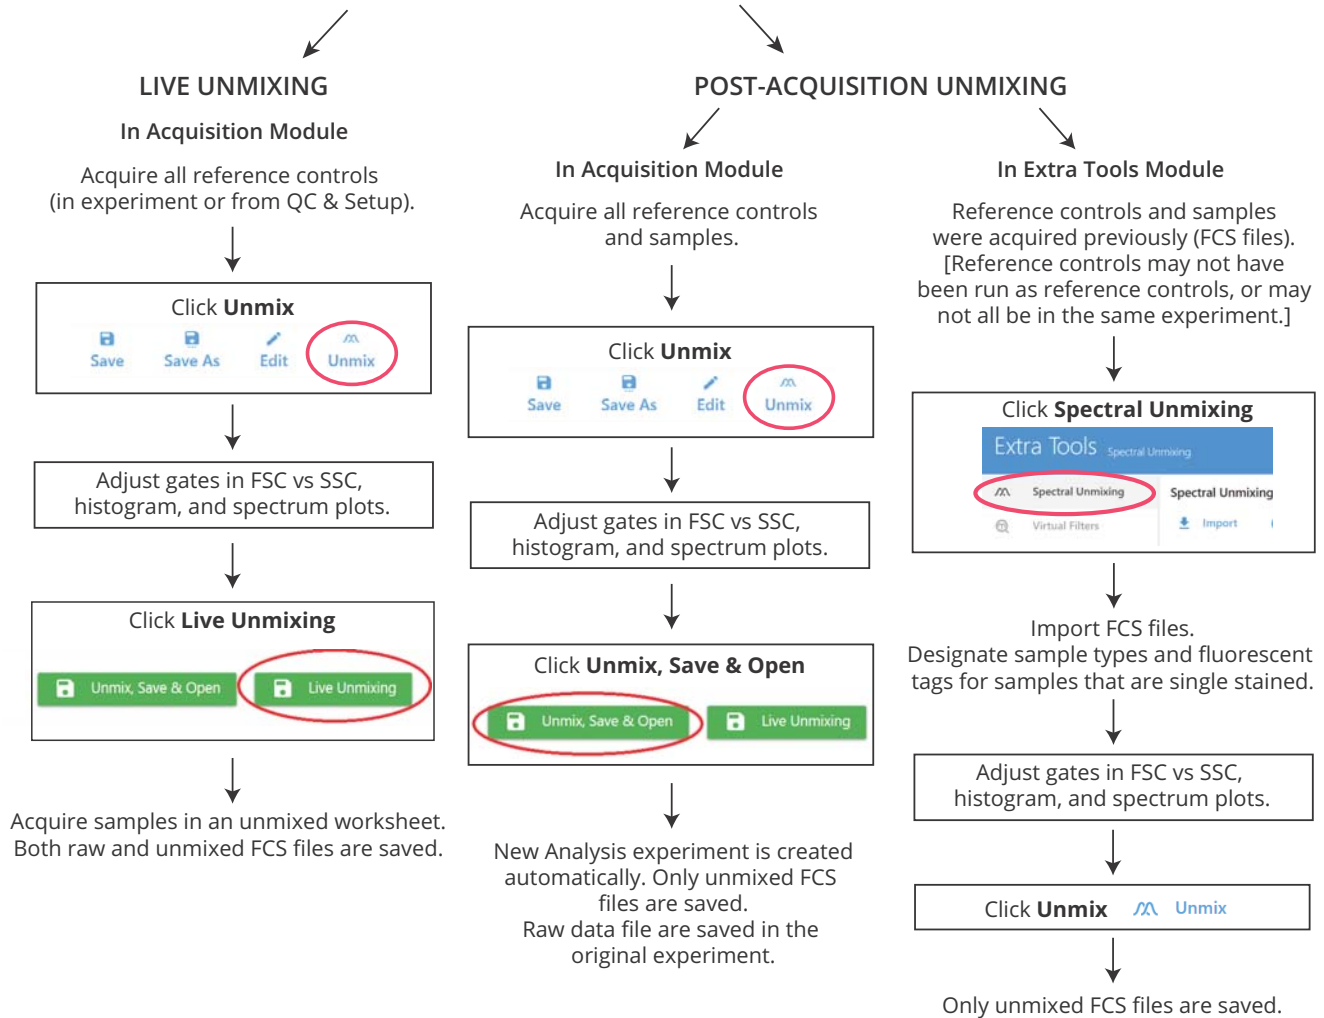 LIVE UNMIXING
In Acquisition Module
Acquire all reference controls
(in experiment or from QC & Setup).
Click Unmix
Save Save As Edit Unmix
Adjust gates in FSC vs SSC,
histogram, and spectrum plots.
Click Live Unmixing
Unmix, Save & Open Live Unmixing
Acquire samples in an unmixed worksheet.
Both raw and unmixed FCS files are saved.
POST-ACQUISITION UNMIXING
In Acquisition Module
Acquire all reference controls
and samples.
Click Unmix
Save Save As Edit Unmix
Adjust gates in FSC vs SSC,
histogram, and spectrum plots.
Click Unmix, Save & Open
Unmix, Save & Open Live Unmixing
New Analysis experiment is created
automatically. Only unmixed FCS
files are saved.
Raw data file are saved in the
original experiment.
In Extra Tools Module
Reference controls and samples
were acquired previously (FCS files).
[Reference controls may not have
been run as reference controls, or may
not all be in the same experiment.]
Click Spectral Unmixing
Extra Tools Spectral Unmixing
Spectral Unmixing Spectral Unmixing
Virtual Filters Import
Import FCS files.
Designate sample types and fluorescent
tags for samples that are single stained.
Adjust gates in FSC vs SSC,
histogram, and spectrum plots.
Click Unmix Unmix
Only unmixed FCS files are saved.